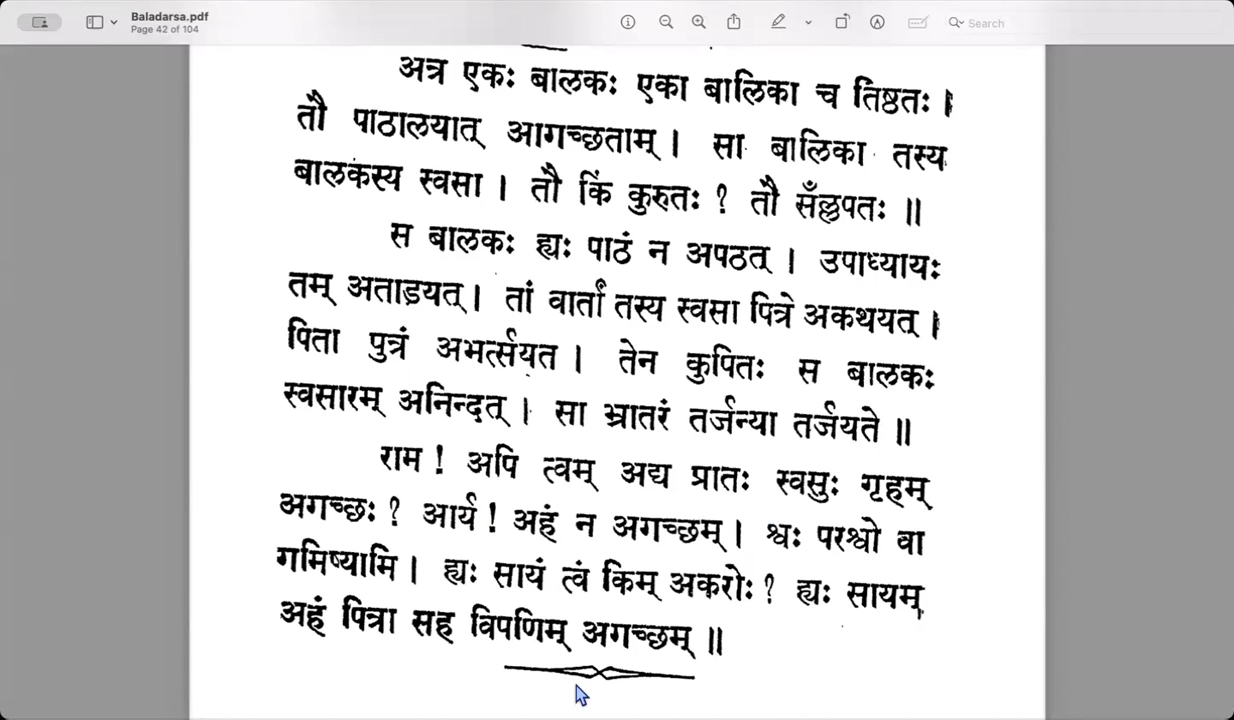 Baladarsa.pdf
Page 42 of 104
Search
अत्र एकः बालकः एका बालिका च तिष्ठतः ।
तौ पाठालयात् आगच्छताम् । सा बालिका तस्य
बालकस्य स्वसा । तौ किं कुरुतः ? तौ सँल्लपतः ॥
स बालकः ह्यः पाठं न अपठत् । उपाध्यायः
तम् अताड़यत् । तां वार्तां तस्य स्वसा पित्रे अकथयत् ।
पिता पुत्रं अभर्त्सयत । तेन कुपितः स बालकः
स्वसारम् अनिन्दत् । सा भ्रातरं तर्जन्या तर्जयते ॥
राम ! अपि त्वम् अद्य प्रातः स्वसुः गृहम्
अगच्छः ? आर्य ! अहं न अगच्छम् । श्वः परश्वो वा
गमिष्यामि । ह्यः सायं त्वं किम् अकरोः ? ह्यः सायम्
अहं पित्रा सह विपणिम् अगच्छम् ॥